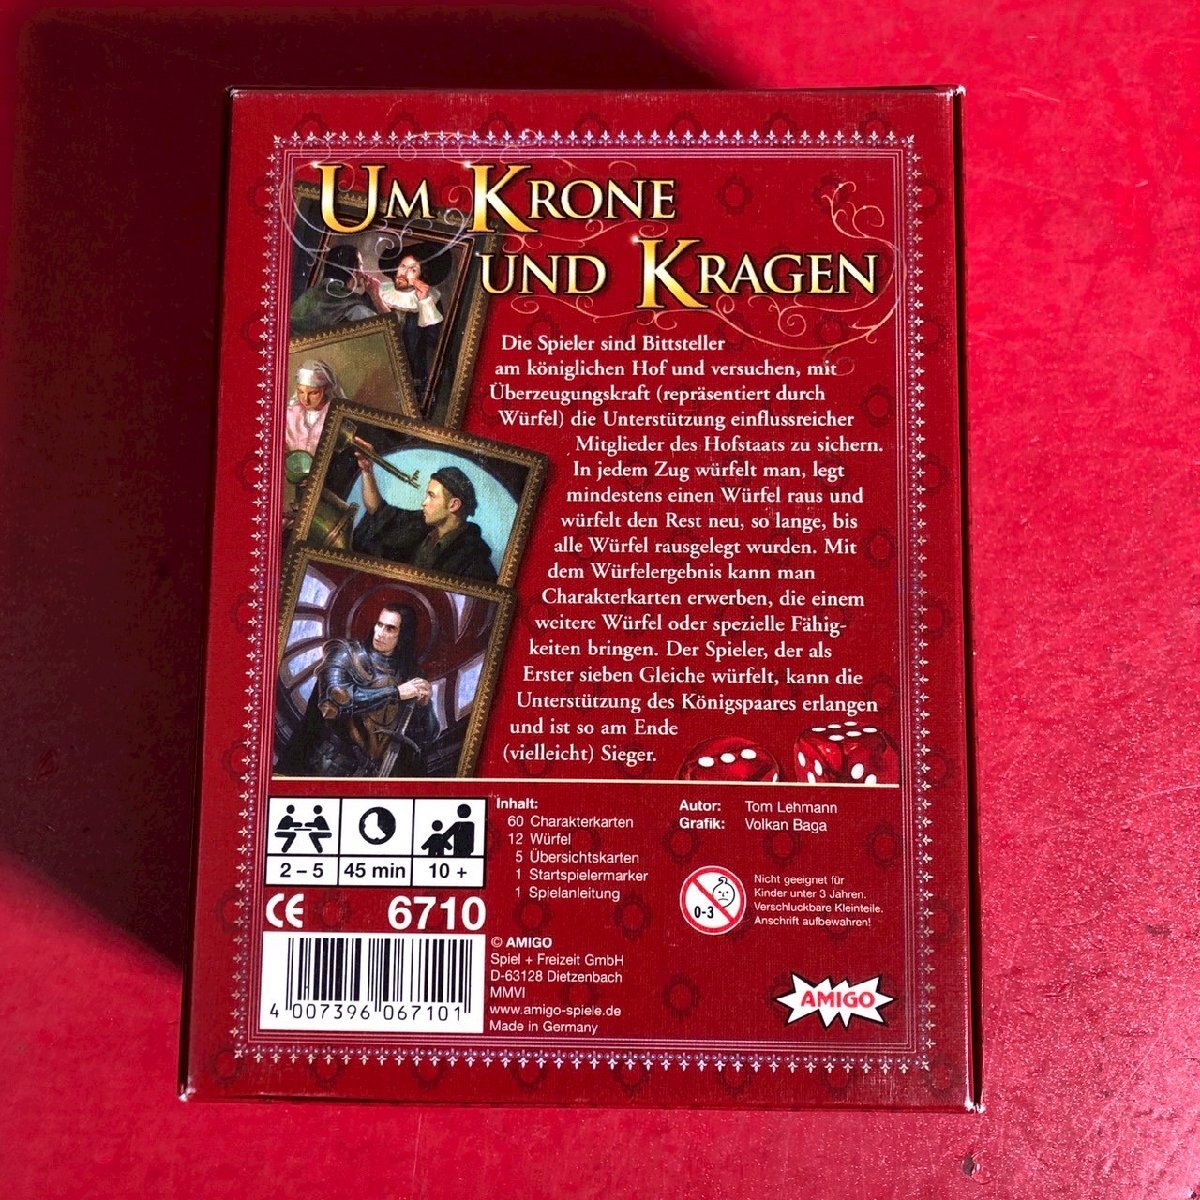 Um Krone
und Kragen
Die Spieler sind Bittsteller
am königlichen Hof und versuchen, mit
Überzeugungskraft (repräsentiert durch
Würfel) die Unterstützung einflussreicher
Mitglieder des Hofstaats zu sichern.
In jedem Zug würfelt man, legt
mindestens einen Würfel raus und
würfelt den Rest neu, so lange, bis
alle Würfel rausgelegt wurden. Mit
dem Würfelergebnis kann man
Charakterkarten erwerben, die einem
weitere Würfel oder spezielle Fähig-
keiten bringen. Der Spieler, der als
Erster sieben Gleiche würfelt, kann die
Unterstützung des Königspaares erlangen
und ist so am Ende
(vielleicht) Sieger.
2 – 5 45 min 10 +
CE 6710
4 007396 067101
Inhalt:
60 Charakterkarten
12 Würfel
5 Übersichtskarten
1 Startspielermarker
1 Spielanleitung
© AMIGO
Spiel + Freizeit GmbH
D-63128 Dietzenbach
MMVI
www.amigo-spiele.de
Made in Germany
Autor: Tom Lehmann
Grafik: Volkan Baga
0-3
Nicht geeignet für
Kinder unter 3 Jahren.
Verschluckbare Kleinteile.
Anschrift aufbewahren!
AMIGO